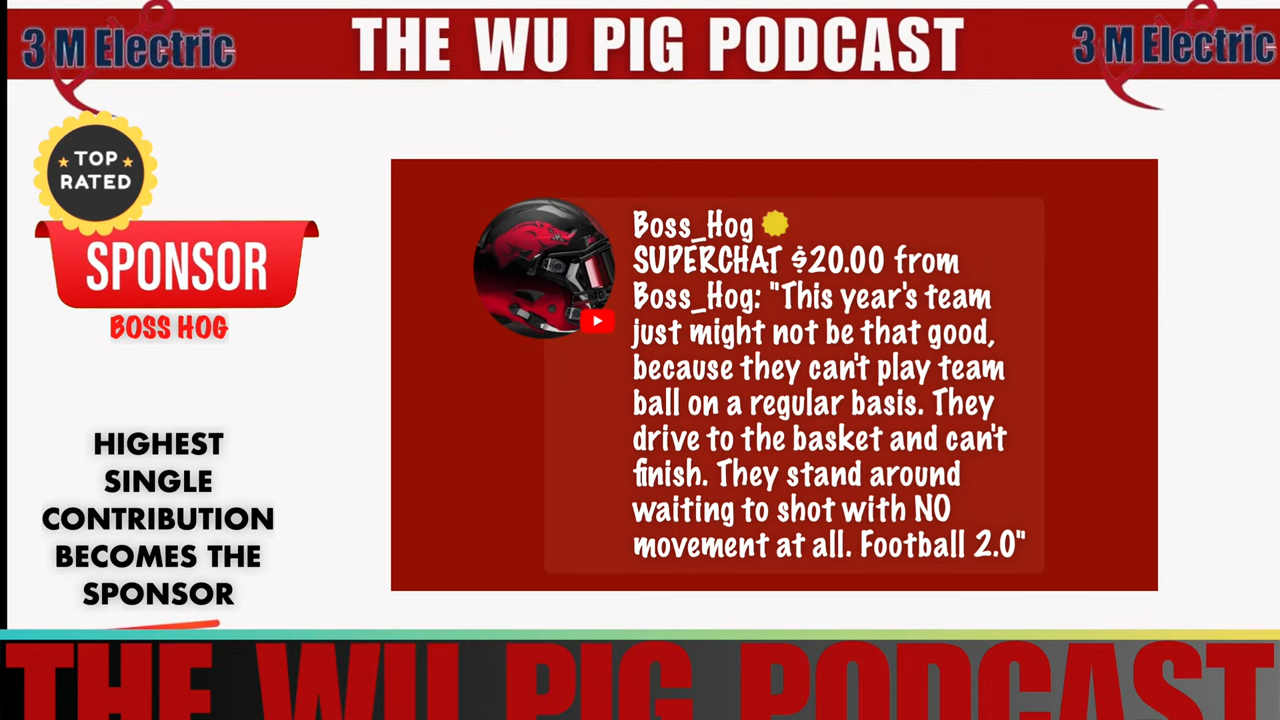 3 M Electric
THE WU PIG PODCAST
3 M Electric
TOP
RATED
SPONSOR
BOSS HOG
HIGHEST
SINGLE
CONTRIBUTION
BECOMES THE
SPONSOR
Boss_Hog
SUPERCHAT $20.00 from
Boss_Hog: "This year's team
just might not be that good,
because they can't play team
ball on a regular basis. They
drive to the basket and can't
finish. They stand around
waiting to shot with NO
movement at all. Football 2.0"
THE WU PIG PODCAST